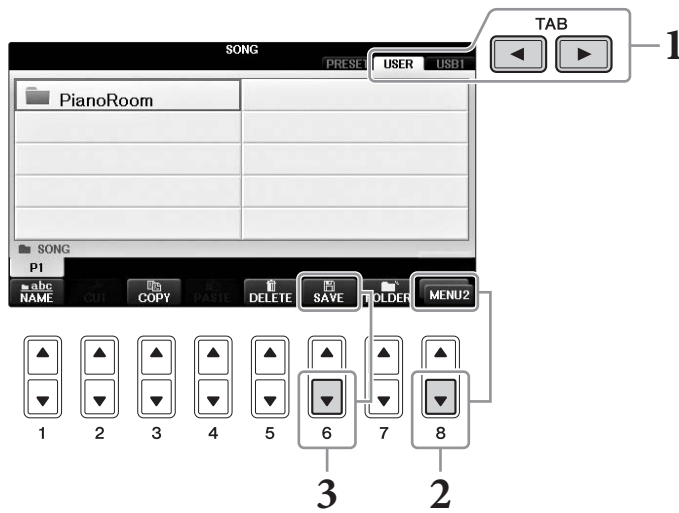 TAB
1
SONG
PRESET USER USB1
PianoRoom
SONG
P1
abc
NAME CUT COPY PASTE DELETE SAVE FOLDER MENU2
1 2 3 4 5 6 7 8
3 2